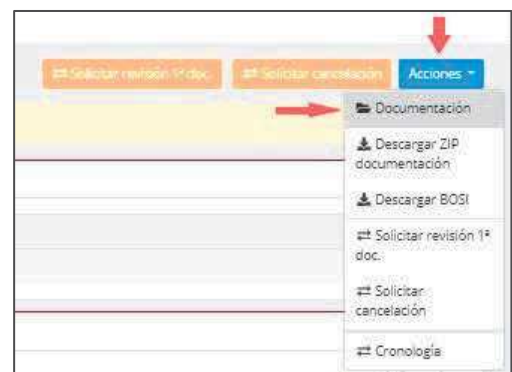 Solicitar revisión 1ª doc. Solicitar cancelación Acciones
Documentación
Descargar ZIP
documentación
Descargar BOSI
Solicitar revisión 1ª
doc.
Solicitar
cancelación
Cronología